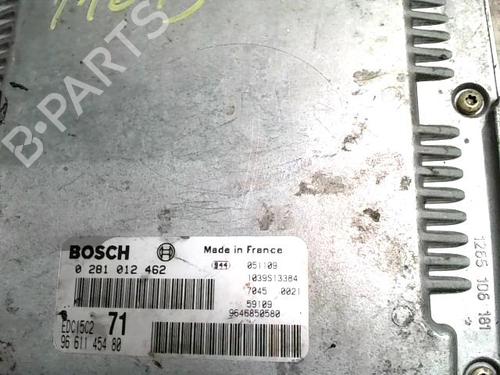 B-PARTS
BOSCH
Made in France
0 281 012 462
051109
1039S13384
7045 0021
59109
9646850580
EDC15C2 71
96 611 454 80
1265 106 181